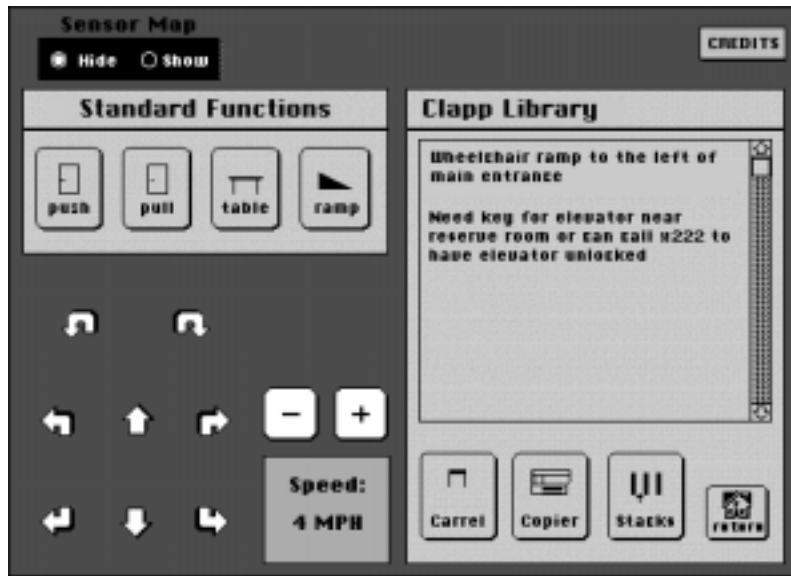 Sensor Map
Hide Show
CREDITS
Standard Functions
push pull table ramp
Clapp Library
Wheelchair ramp to the left of
main entrance
Need key for elevator near
reserve room or can call x222 to
have elevator unlocked
- +
Speed:
4 MPH
Carrel Copier Stacks return